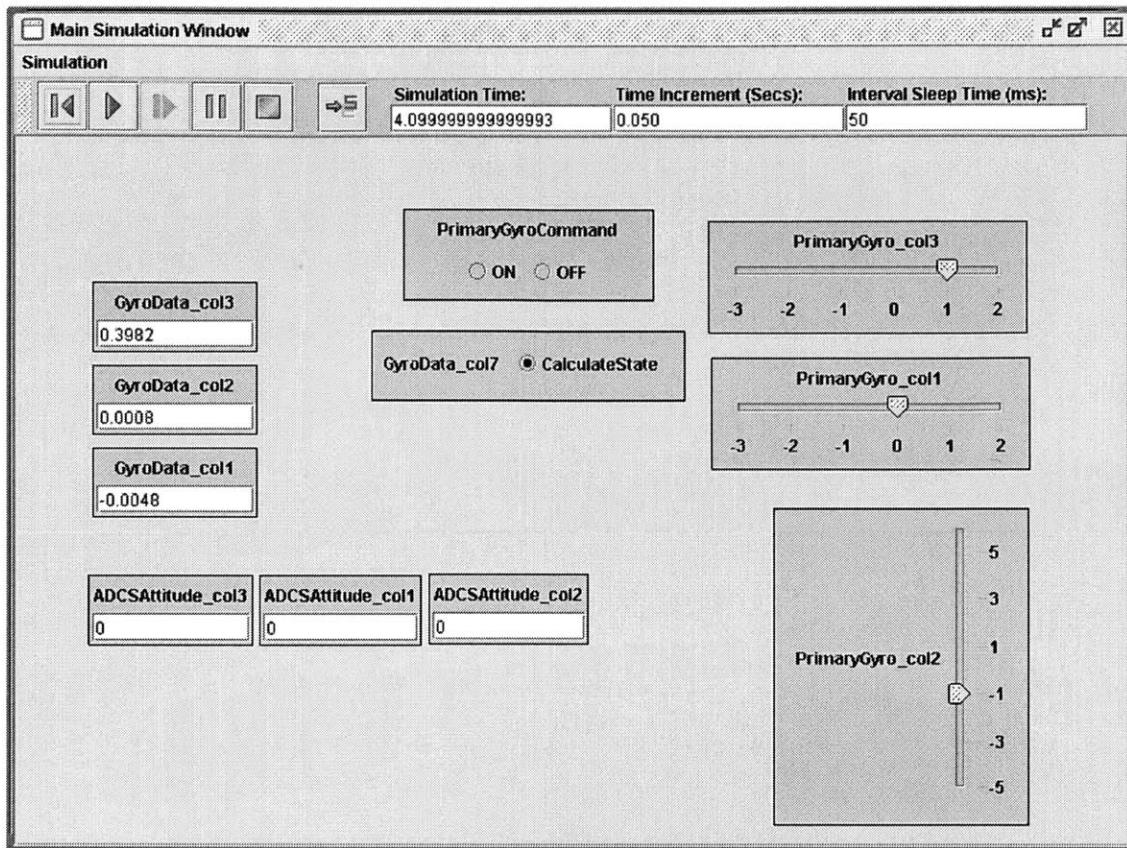 Main Simulation Window
Simulation
Simulation Time: Time Increment (Secs): Interval Sleep Time (ms):
4.099999999999993 0.050 50
PrimaryGyroCommand
ON OFF
PrimaryGyro_col3
-3 -2 -1 0 1 2
GyroData_col3
0.3982
GyroData_col7 CalculateState
PrimaryGyro_col1
-3 -2 -1 0 1 2
GyroData_col2
0.0008
GyroData_col1
-0.0048
ADCSAttitude_col3 ADCSAttitude_col1 ADCSAttitude_col2
0 0 0
PrimaryGyro_col2
5
3
1
-1
-3
-5